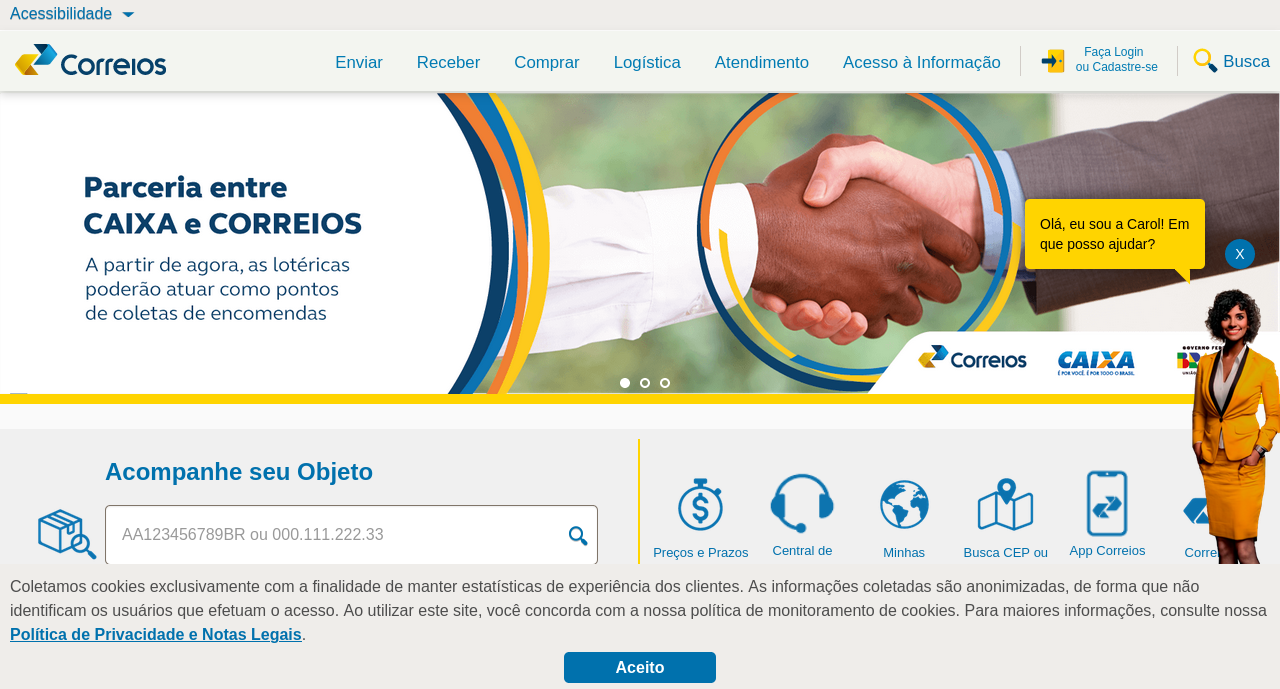 Acessibilidade
Correios
Enviar
Receber
Comprar
Logística
Atendimento
Acesso à Informação
Faça Login
ou Cadastre-se
Busca
Parceria entre
CAIXA e CORREIOS
A partir de agora, as lotéricas
poderão atuar como pontos
de coletas de encomendas
Olá, eu sou a Carol! Em
que posso ajudar?
X
Correios
CAIXA
É POR VOCÊ. É POR TODO O BRASIL.
Acompanhe seu Objeto
AA123456789BR ou 000.111.222.33
Preços e Prazos
Central de
Minhas
Busca CEP ou
App Correios
Coletamos cookies exclusivamente com a finalidade de manter estatísticas de experiência dos clientes. As informações coletadas são anonimizadas, de forma que não
identificam os usuários que efetuam o acesso. Ao utilizar este site, você concorda com a nossa política de monitoramento de cookies. Para maiores informações, consulte nossa
Política de Privacidade e Notas Legais.
Aceito